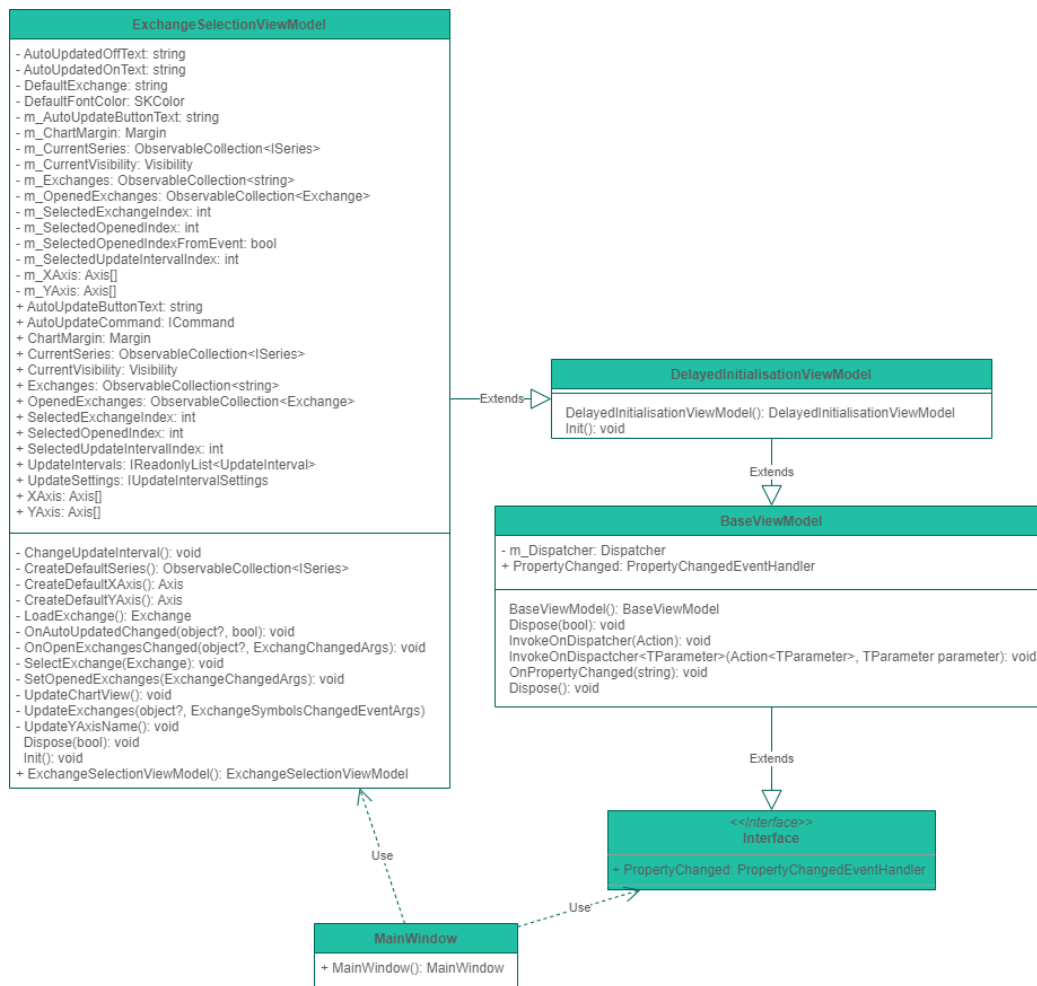 ExchangeSelectionViewModel
- AutoUpdatedOffText: string
- AutoUpdatedOnText: string
- DefaultExchange: string
- DefaultFontColor: SKColor
- m_AutoUpdateButtonText: string
- m_ChartMargin: Margin
- m_CurrentSeries: ObservableCollection<ISeries>
- m_CurrentVisibility: Visibility
- m_Exchanges: ObservableCollection<string>
- m_OpenedExchanges: ObservableCollection<Exchange>
- m_SelectedExchangeIndex: int
- m_SelectedOpenedIndex: int
- m_SelectedOpenedIndexFromEvent: bool
- m_SelectedUpdateIntervalIndex: int
- m_XAxis: Axis[]
- m_YAxis: Axis[]
+ AutoUpdateButtonText: string
+ AutoUpdateCommand: ICommand
+ ChartMargin: Margin
+ CurrentSeries: ObservableCollection<ISeries>
+ CurrentVisibility: Visibility
+ Exchanges: ObservableCollection<string>
+ OpenedExchanges: ObservableCollection<Exchange>
+ SelectedExchangeIndex: int
+ SelectedOpenedIndex: int
+ SelectedUpdateIntervalIndex: int
+ UpdateIntervals: IReadonlyList<UpdateInterval>
+ UpdateSettings: IUpdateIntervalSettings
+ XAxis: Axis[]
+ YAxis: Axis[]
- ChangeUpdateInterval(): void
- CreateDefaultSeries(): ObservableCollection<ISeries>
- CreateDefaultXAxis(): Axis
- CreateDefaultYAxis(): Axis
- LoadExchange(): Exchange
- OnAutoUpdatedChanged(object?, bool): void
- OnOpenExchangesChanged(object?, ExchangChangedArgs): void
- SelectExchange(Exchange): void
- SetOpenedExchanges(ExchangeChangedArgs): void
- UpdateChartView(): void
- UpdateExchanges(object?, ExchangeSymbolsChangedEventArgs)
- UpdateYAxisName(): void
Dispose(bool): void
Init(): void
+ ExchangeSelectionViewModel(): ExchangeSelectionViewModel
Extends
DelayedInitialisationViewModel
DelayedInitialisationViewModel(): DelayedInitialisationViewModel
Init(): void
Extends
BaseViewModel
- m_Dispatcher: Dispatcher
+ PropertyChanged: PropertyChangedEventHandler
BaseViewModel(): BaseViewModel
Dispose(bool): void
InvokeOnDispatcher(Action): void
InvokeOnDispactcher<TParameter>(Action<TParameter>, TParameter parameter): void
OnPropertyChanged(string): void
Dispose(): void
Extends
<<Interface>>
Interface
+ PropertyChanged: PropertyChangedEventHandler
Use
Use
MainWindow
+ MainWindow(): MainWindow